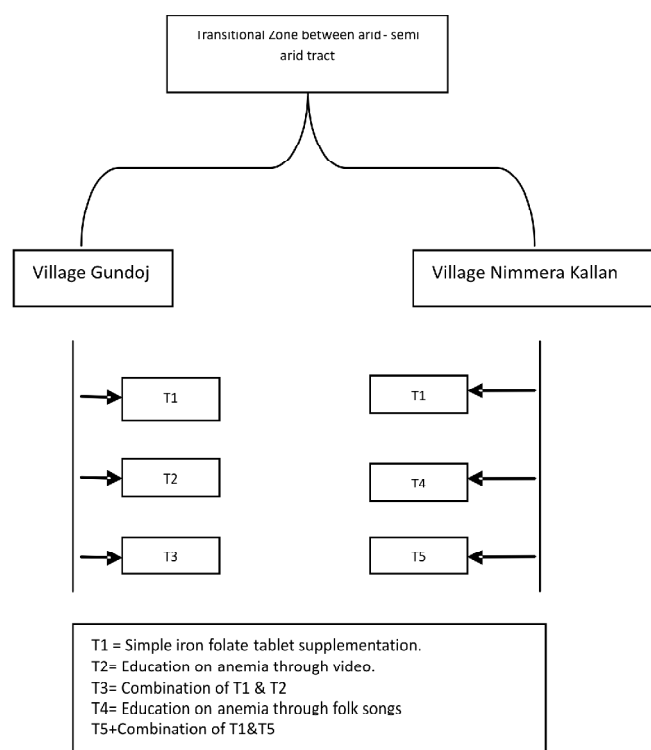 Transitional Zone between arid- semi
arid tract
Village Gundoj
Village Nimmera Kallan
T1
T1
T2
T4
T3
T5
T1 = Simple iron folate tablet supplementation.
T2= Education on anemia through video.
T3= Combination of T1 & T2
T4= Education on anemia through folk songs
T5+Combination of T1&T5